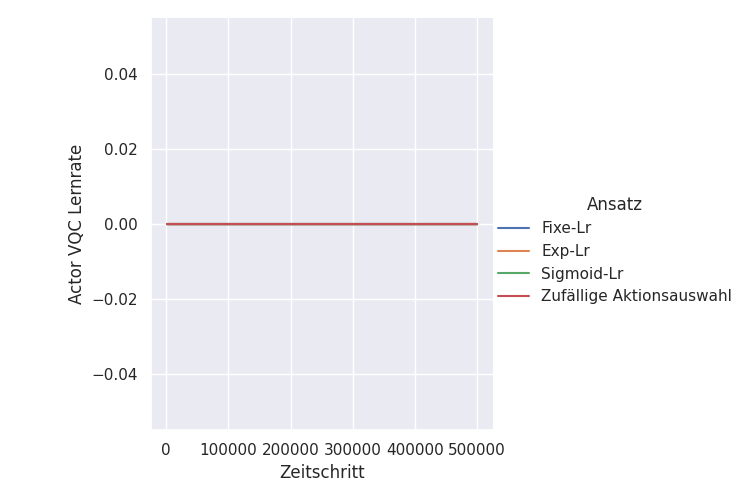 0.04
0.02
0.00
−0.02
−0.04
Actor VQC Lernrate
0 100000 200000 300000 400000 500000
Zeitschritt
Ansatz
Fixe-Lr
Exp-Lr
Sigmoid-Lr
Zufällige Aktionsauswahl